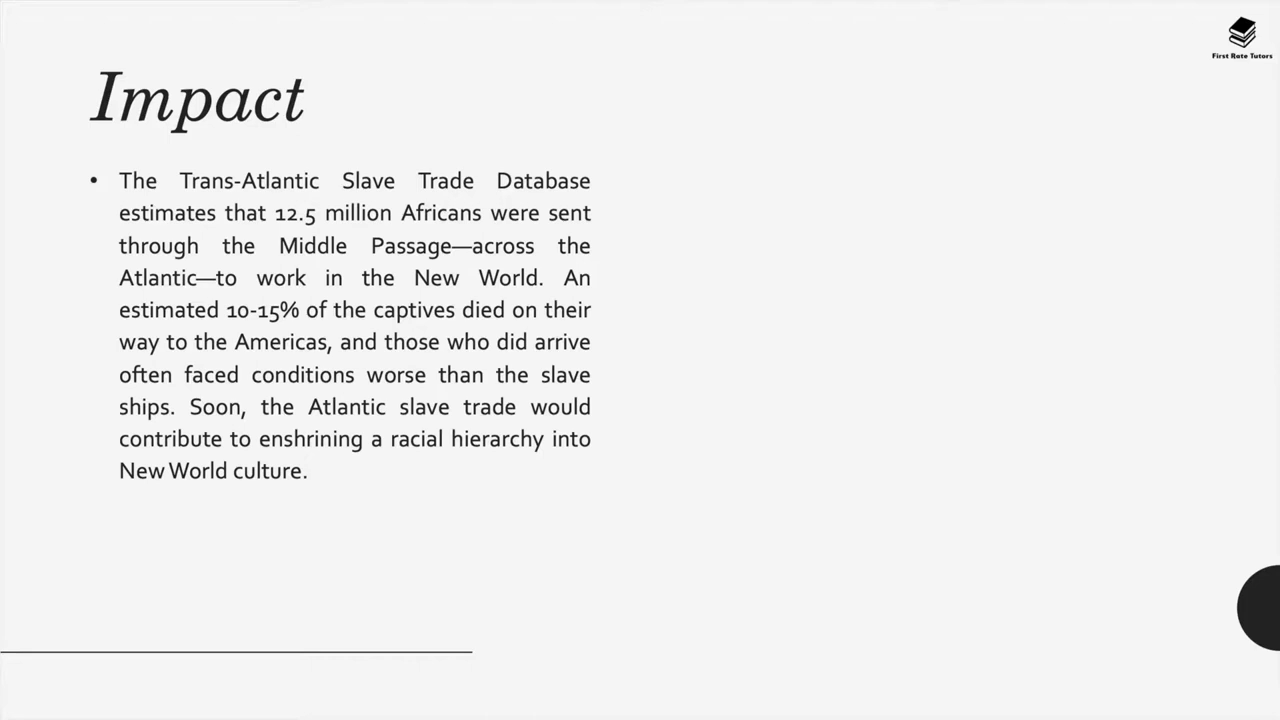 First Rate Tutors
Impact
• The Trans-Atlantic Slave Trade Database
estimates that 12.5 million Africans were sent
through the Middle Passage—across the
Atlantic—to work in the New World. An
estimated 10-15% of the captives died on their
way to the Americas, and those who did arrive
often faced conditions worse than the slave
ships. Soon, the Atlantic slave trade would
contribute to enshrining a racial hierarchy into
New World culture.